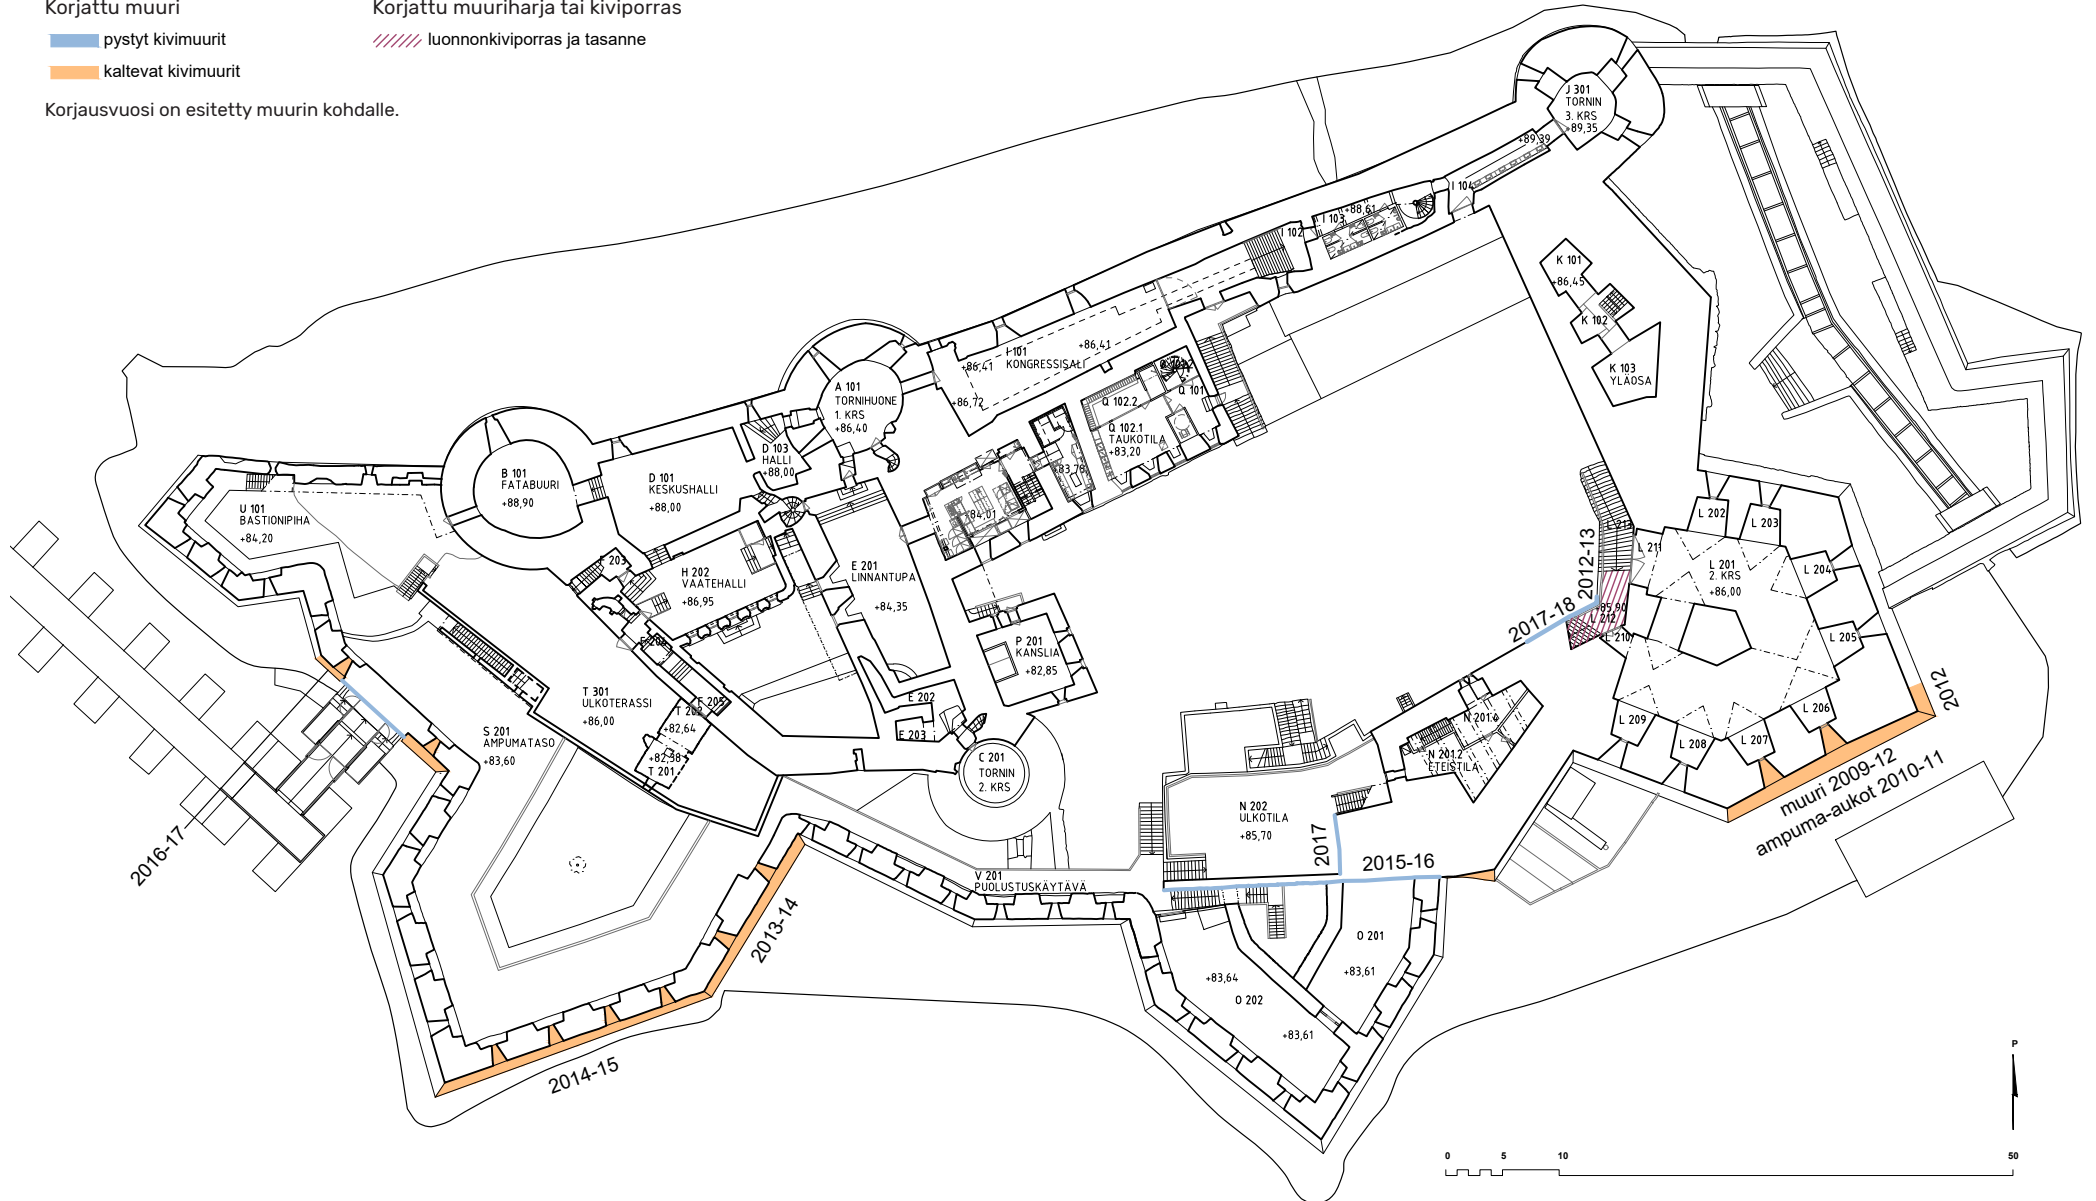 Korjattu muuri
Korjattu muuriharja tai kiviporras
pystyt kivimuurit
luonnonkiviporras ja tasanne
kaltevat kivimuurit
Korjausvuosi on esitetty muurin kohdalle.
J 301
TORNIN
3. KRS
+89,35
+89,39
I 104
+88,61
I 103
I 102
K 101
+86,45
K 102
K 103
YLÄOSA
I 101
KONGRESSISALI
+86,41
+86,41
+86,72
A 101
TORNIHUONE
1. KRS
+86,40
Q 101
Q 102.2
Q 102.1
TAUKOTILA
+83,20
+83,78
+84,01
D 103
HALLI
+88,00
B 101
FATABUURI
+88,90
D 101
KESKUSHALLI
+88,00
U 101
BASTIONIPIHA
+84,20
H 202
VAATEHALLI
+86,95
E 201
LINNANTUPA
+84,35
P 201
KANSLIA
+82,85
E 202
E 203
F 205
T 202
+82,64
+82,38
T 201
T 301
ULKOTERASSI
+86,00
S 201
AMPUMATASO
+83,60
C 201
TORNIN
2. KRS
L 201
2. KRS
+86,00
L 202
L 203
L 204
L 205
L 206
L 207
L 208
L 209
L 210
L 211
L 212
+85,90
2012-13
2017-18
2012
muuri 2009-12
ampuma-aukot 2010-11
N 201.2
ETEISTILA
N 202
ULKOTILA
+85,70
2017
2015-16
V 201
PUOLUSTUSKÄYTÄVÄ
O 201
+83,61
+83,64
O 202
+83,61
2016-17
2013-14
2014-15
P
0 5 10 50